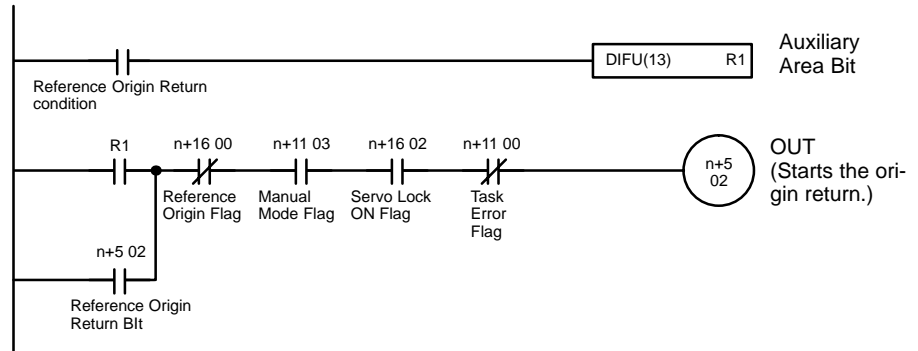 Reference Origin Return
condition
DIFU(13) R1
Auxiliary
Area Bit
R1 n+16 00 n+11 03 n+16 02 n+11 00
Reference
Origin Flag
Manual
Mode Flag
Servo Lock
ON Flag
Task
Error
Flag
n+5
02
OUT
(Starts the ori-
gin return.)
n+5 02
Reference Origin
Return BIt